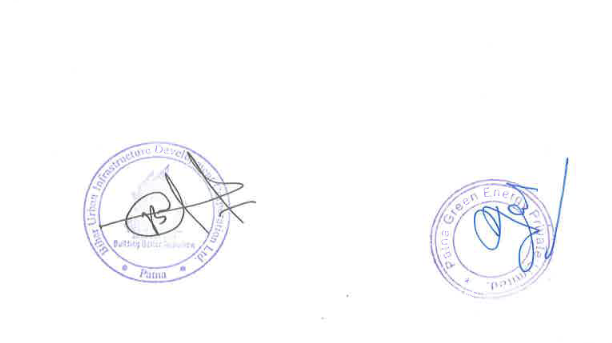 Bihar Urban Infrastructure Development Corporation Ltd.
Building Better Tomorrow
Patna
Patna Green Energy Private Limited.